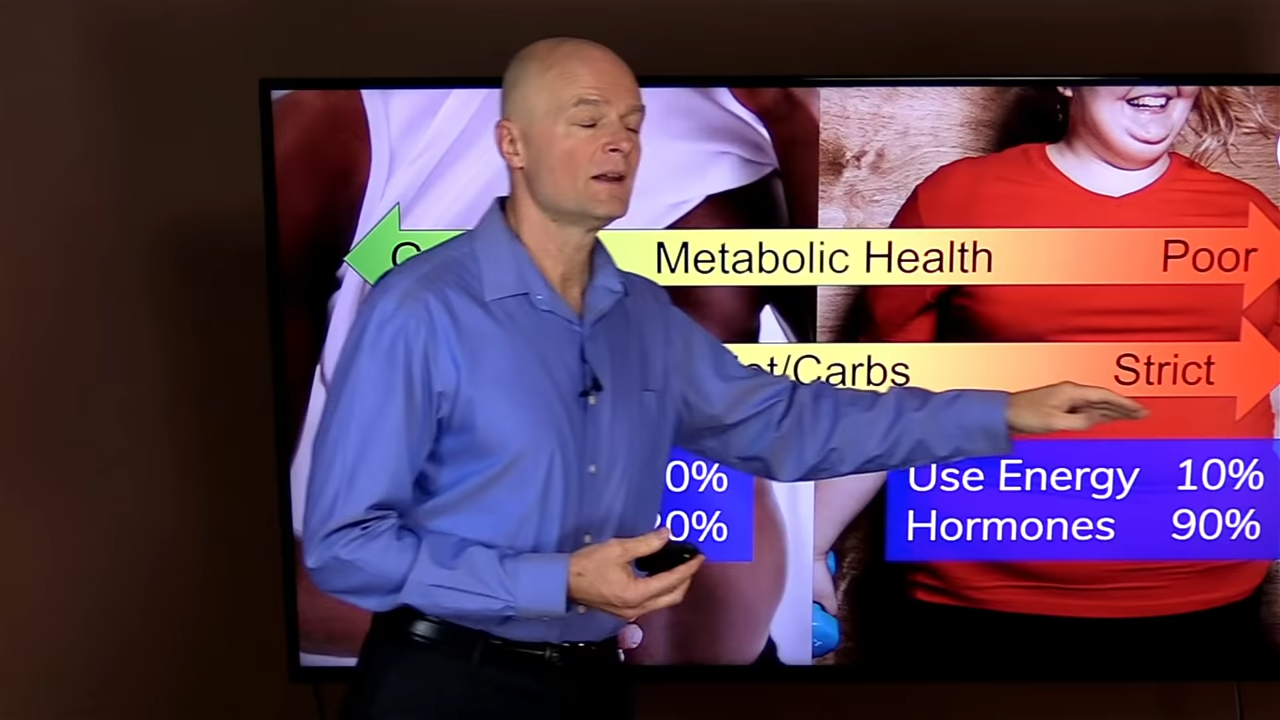 Metabolic Health Poor
/Carbs Strict
0% Use Energy 10%
0% Hormones 90%